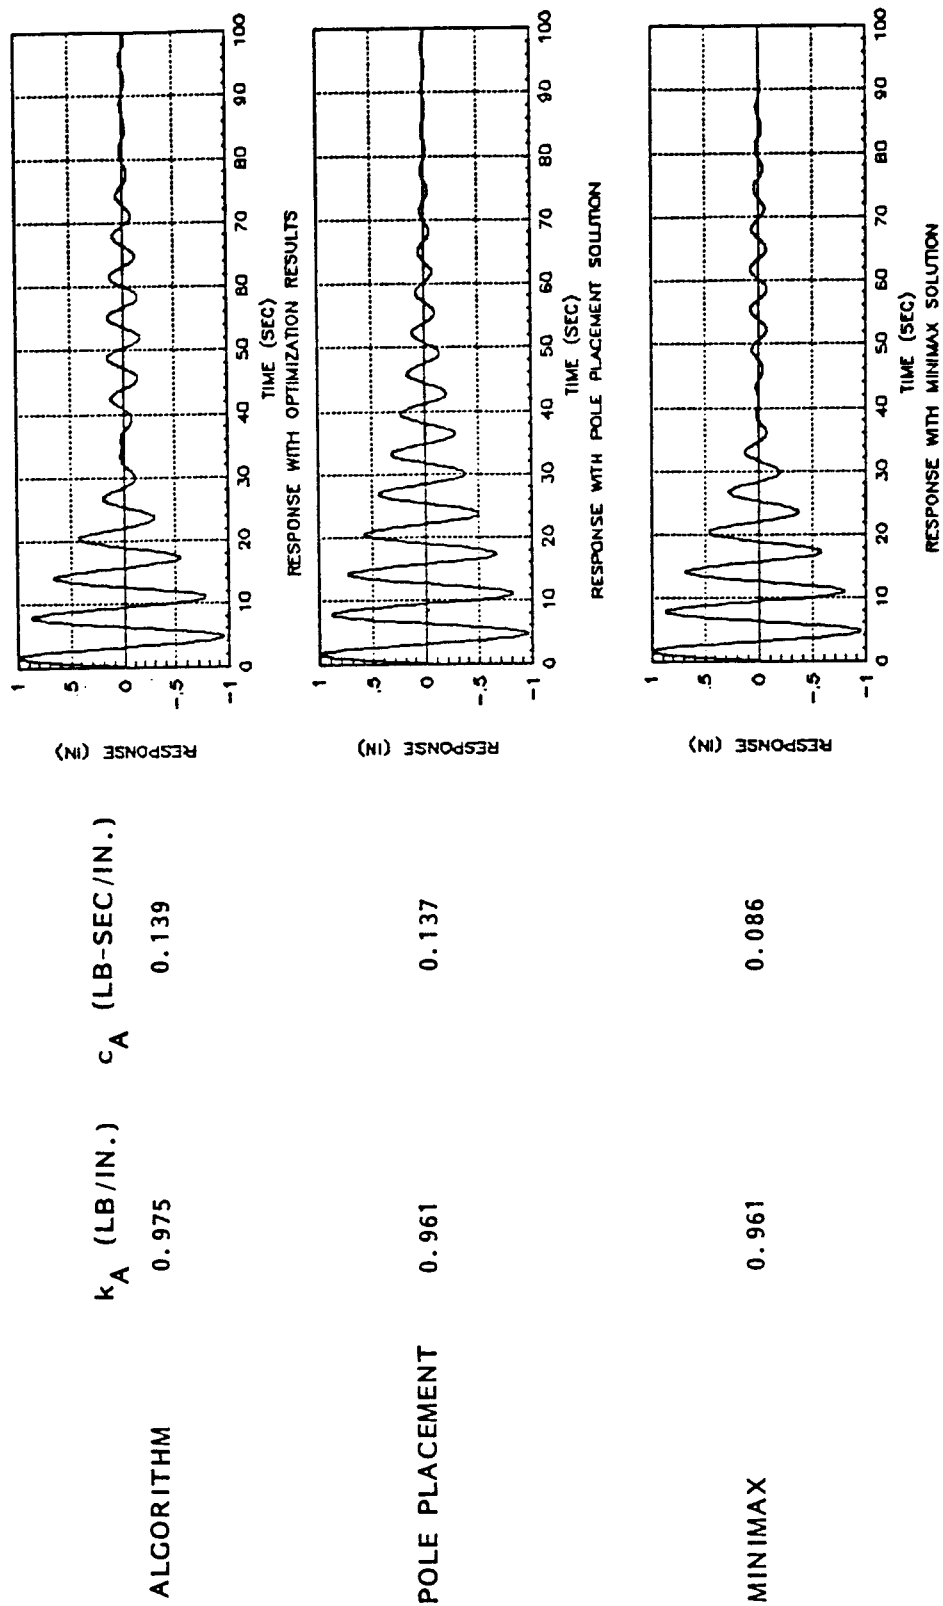 k_A (LB/IN.) c_A (LB-SEC/IN.)
ALGORITHM 0.975 0.139
RESPONSE (IN)
1
.5
0
-.5
-1
0 10 20 30 40 50 60 70 80 90 100
TIME (SEC)
RESPONSE WITH OPTIMIZATION RESULTS
POLE PLACEMENT 0.961 0.137
RESPONSE (IN)
1
.5
0
-.5
-1
0 10 20 30 40 50 60 70 80 90 100
TIME (SEC)
RESPONSE WITH POLE PLACEMENT SOLUTION
MINIMAX 0.961 0.086
RESPONSE (IN)
1
.5
0
-.5
-1
0 10 20 30 40 50 60 70 80 90 100
TIME (SEC)
RESPONSE WITH MINIMAX SOLUTION